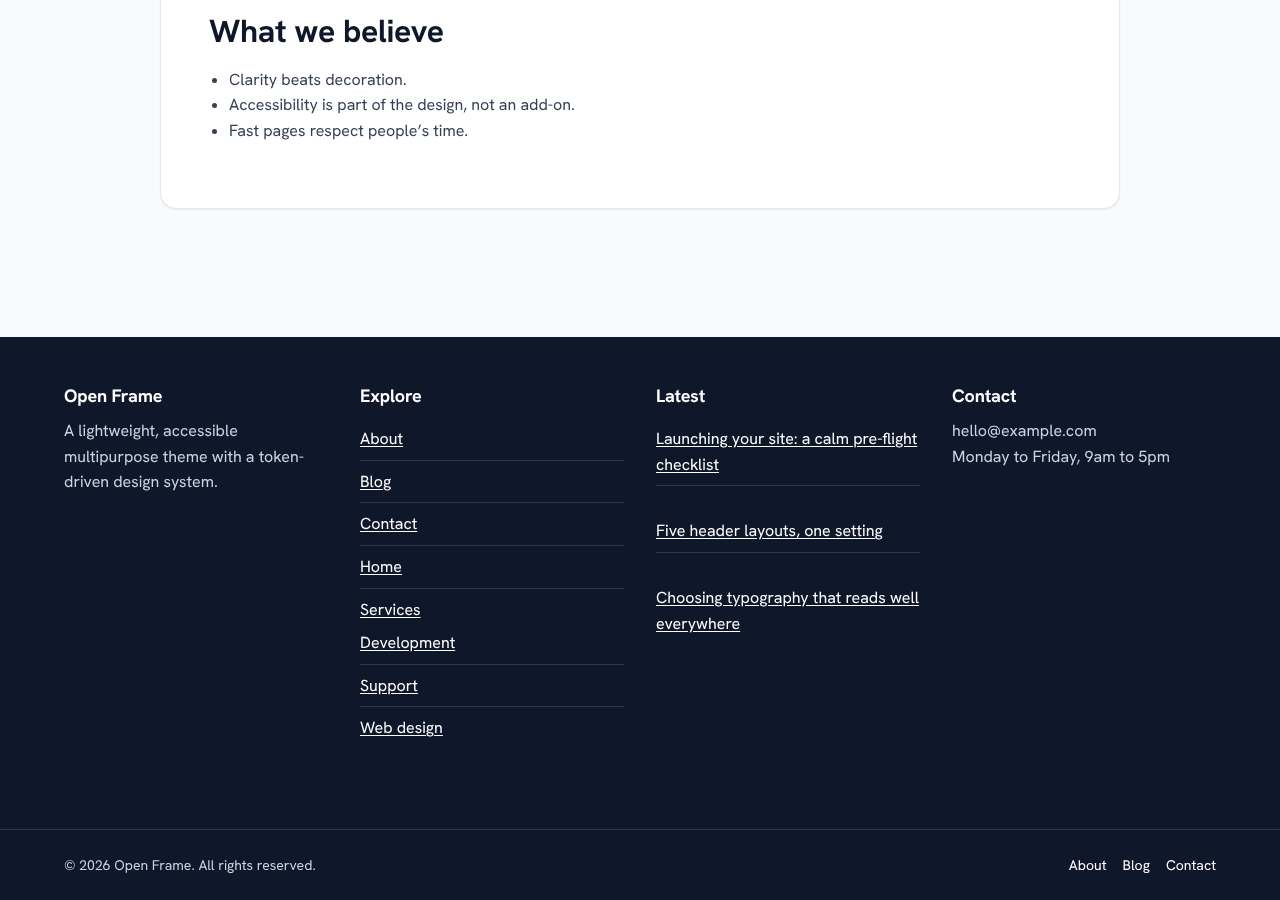 What we believe
Clarity beats decoration.
Accessibility is part of the design, not an add-on.
Fast pages respect people’s time.
Open Frame
A lightweight, accessible
multipurpose theme with a token-
driven design system.
Explore
About
Blog
Contact
Home
Services
Development
Support
Web design
Latest
Launching your site: a calm pre-flight
checklist
Five header layouts, one setting
Choosing typography that reads well
everywhere
Contact
hello@example.com
Monday to Friday, 9am to 5pm
© 2026 Open Frame. All rights reserved.
About Blog Contact